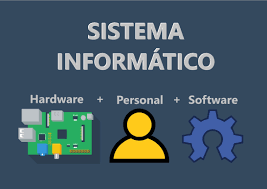 SISTEMA
INFORMÁTICO
Hardware + Personal + Software